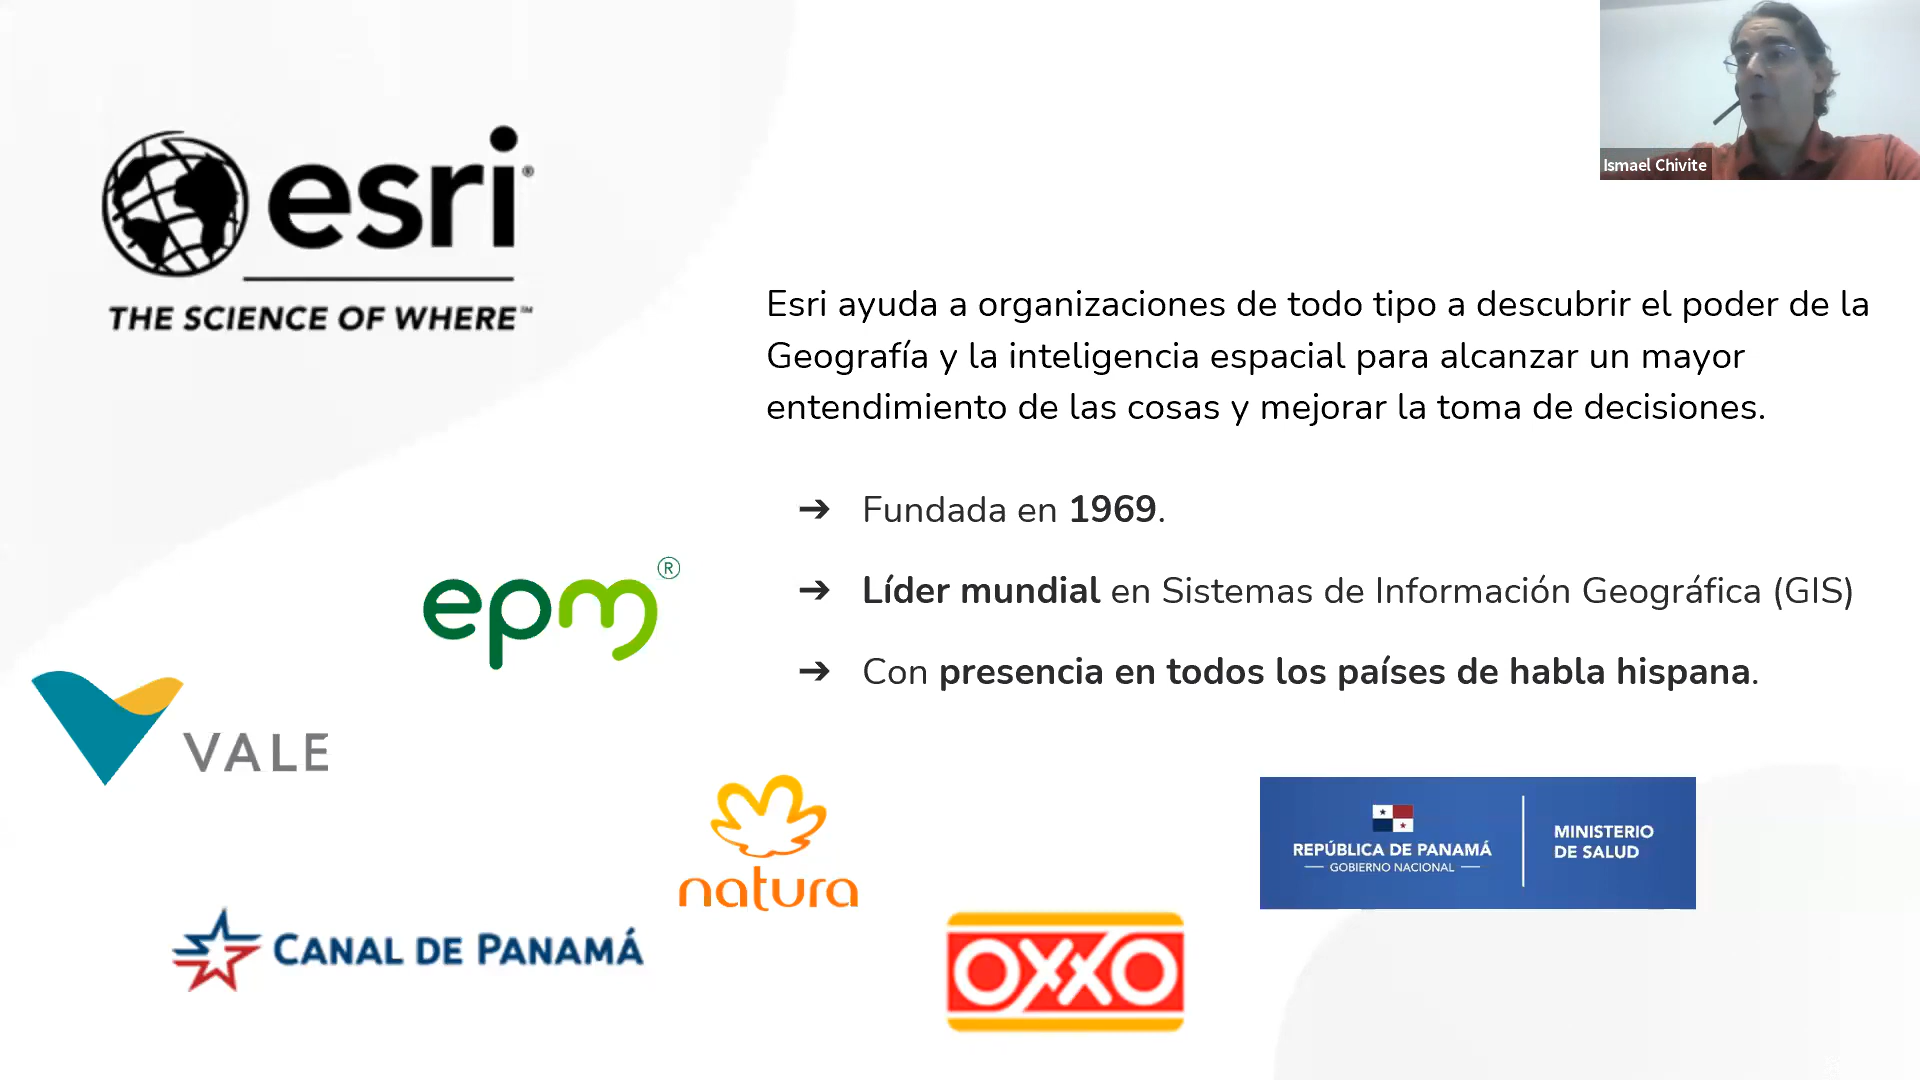 esri®
THE SCIENCE OF WHERE™
Ismael Chivite
Esri ayuda a organizaciones de todo tipo a descubrir el poder de la
Geografía y la inteligencia espacial para alcanzar un mayor
entendimiento de las cosas y mejorar la toma de decisiones.
➔ Fundada en 1969.
➔ Líder mundial en Sistemas de Información Geográfica (GIS)
➔ Con presencia en todos los países de habla hispana.
epm®
VALE
natura
CANAL DE PANAMÁ
OXXO
REPÚBLICA DE PANAMÁ
— GOBIERNO NACIONAL —
MINISTERIO
DE SALUD